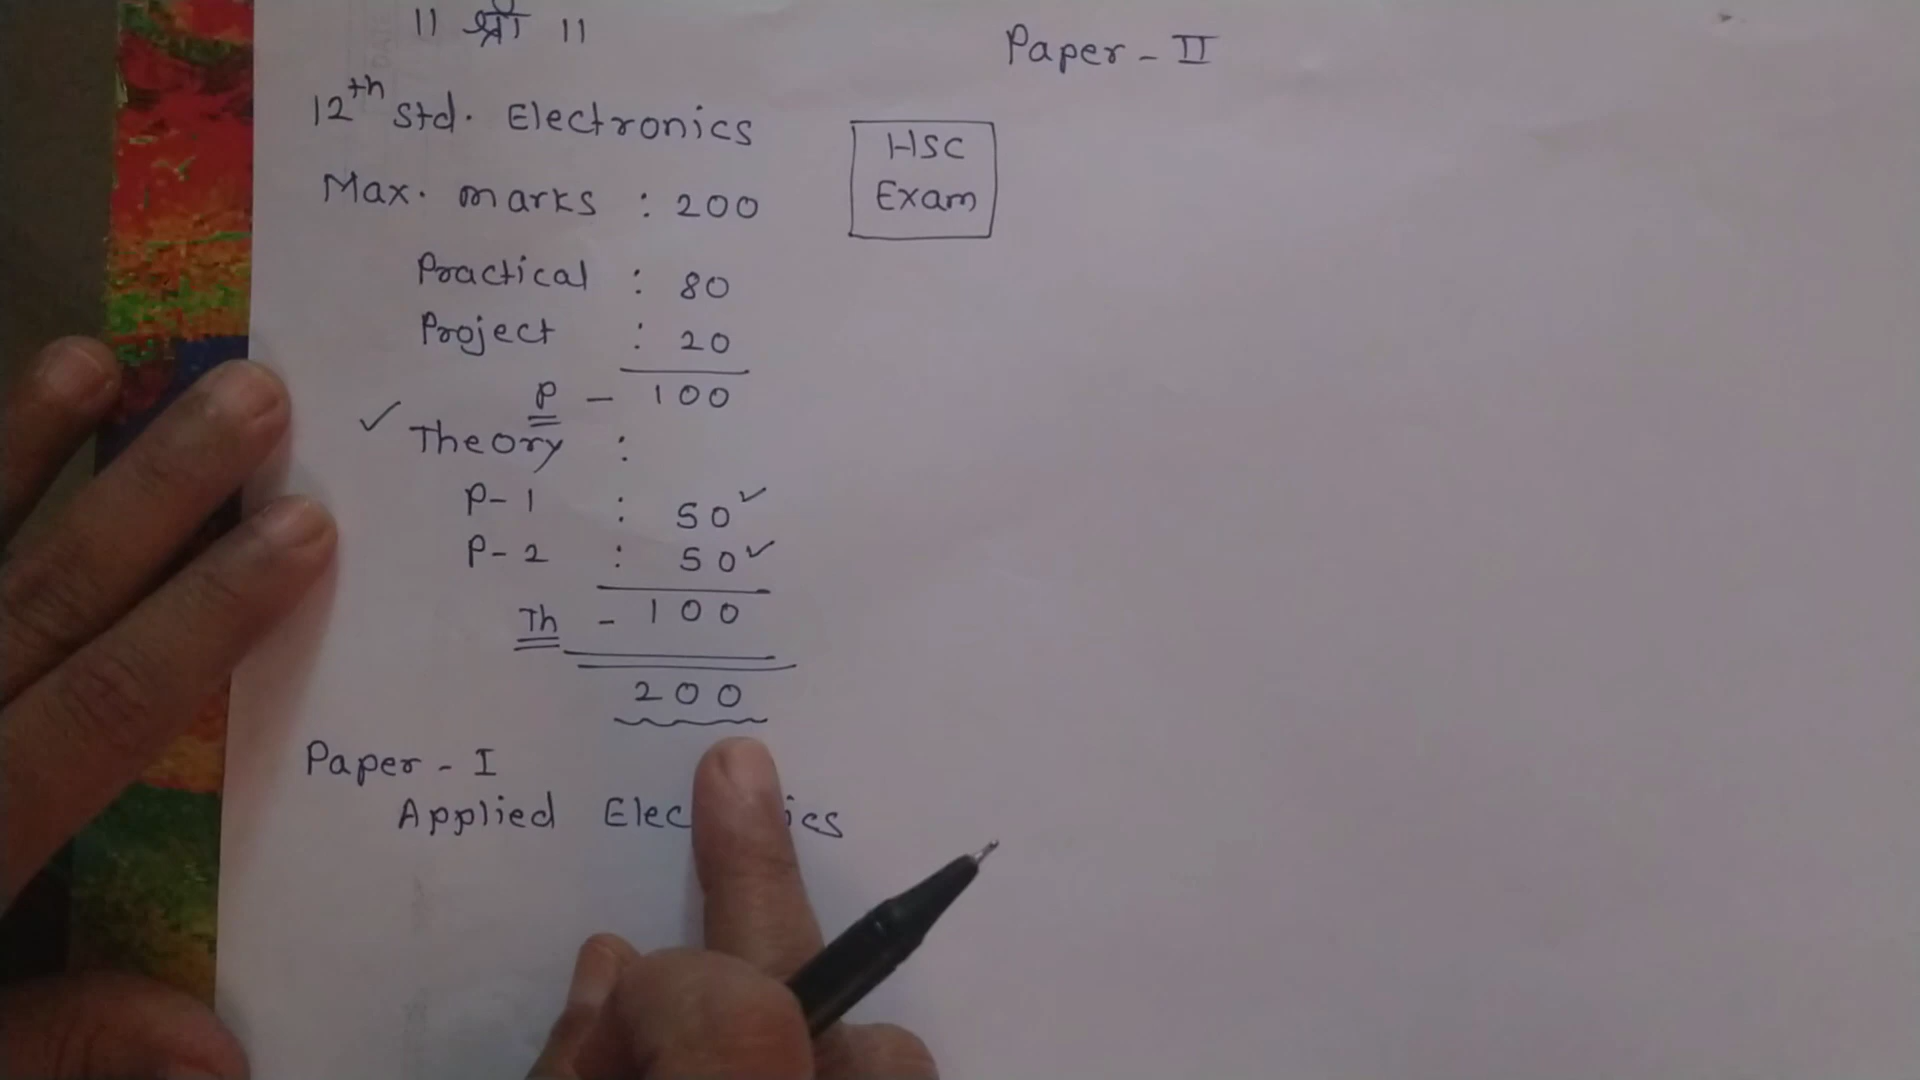 ॥ श्री ॥
12th Std. Electronics
Max. marks : 200
Practical : 80
Project : 20
P - 100
✓ Theory :
P-1 : 50 ✓
P-2 : 50 ✓
Th - 100
200
Paper - I
Applied Elec ics
Paper - II
HSC
Exam